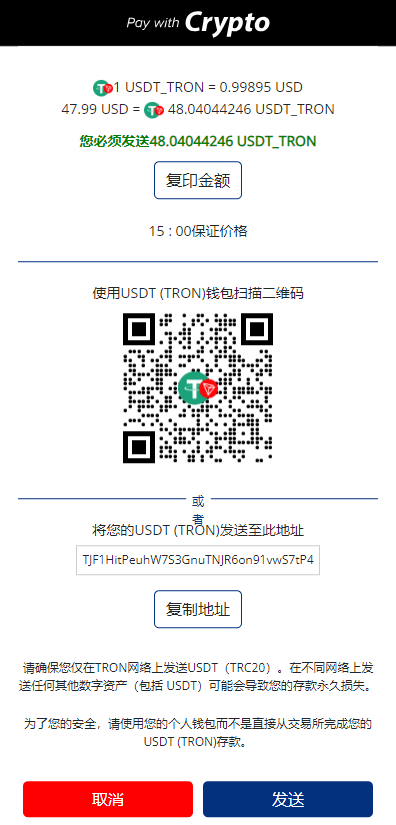 Pay with Crypto
1 USDT_TRON = 0.99895 USD
47.99 USD = 48.04044246 USDT_TRON
您必须发送48.04044246 USDT_TRON
复印金额
15 : 00保证价格
使用USDT (TRON)钱包扫描二维码
或
者
将您的USDT (TRON)发送至此地址
TJF1HitPeuhW7S3GnuTNJR6on91vwS7tP4
复制地址
请确保您仅在TRON网络上发送USDT（TRC20）。在不同网络上发
送任何其他数字资产（包括 USDT）可能会导致您的存款永久损失。
为了您的安全，请使用您的个人钱包而不是直接从交易所完成您的
USDT (TRON)存款。
取消
发送